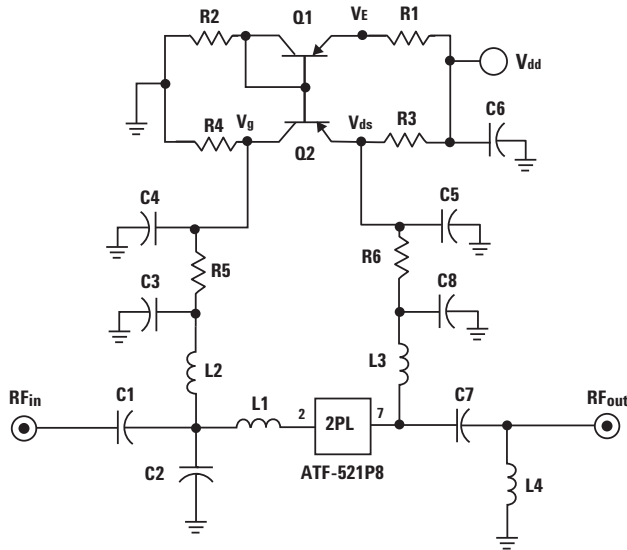 R2
Q1
VE
R1
Vdd
R4
Vg
Q2
Vds
R3
C6
C4
C5
R5
R6
C3
C8
L2
L3
RFin
C1
L1
2
2PL
7
C7
RFout
C2
ATF-521P8
L4